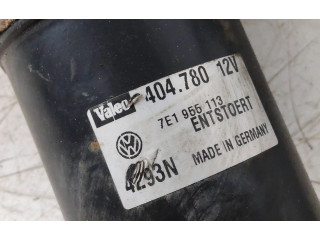 Valeo 404.780 12V
7E1 955 113
ENTSTOERT
4293N MADE IN GERMANY